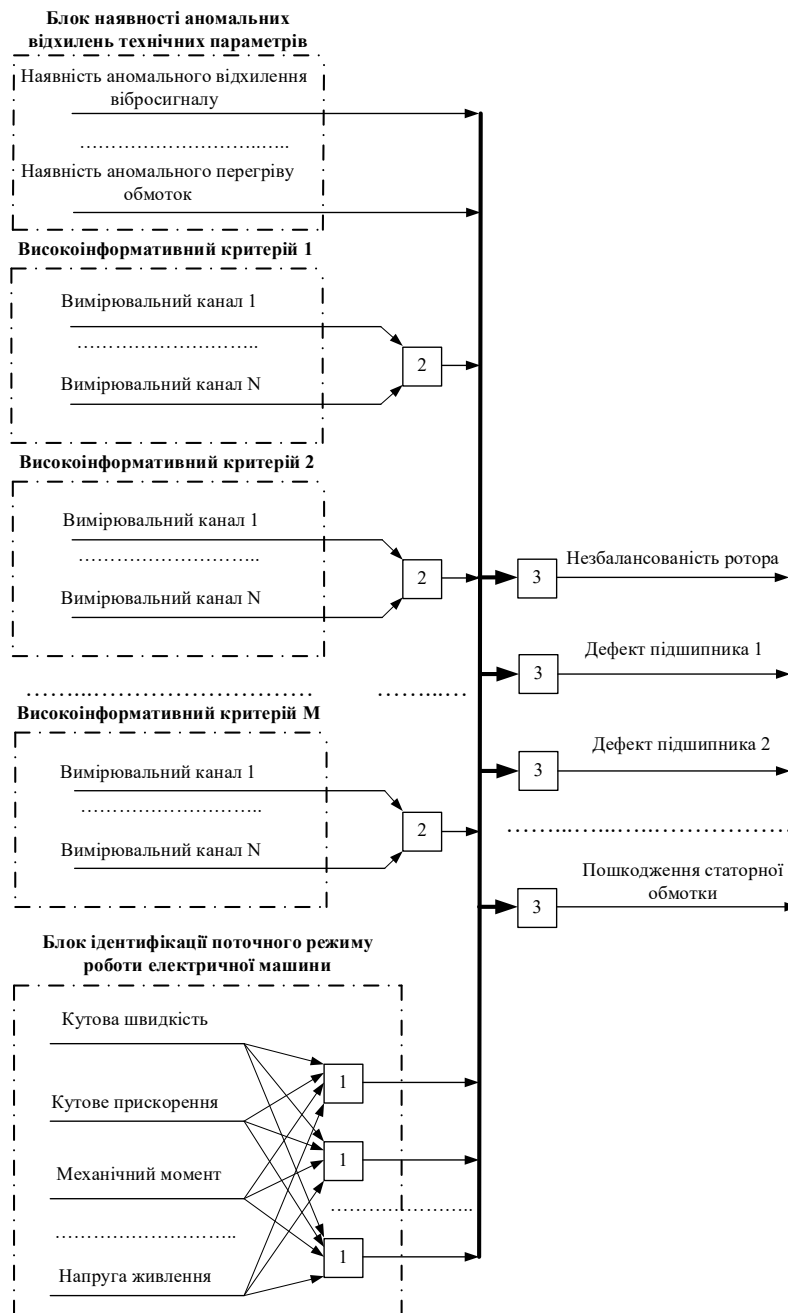 Блок наявності аномальних
відхилень технічних параметрів
Наявність аномального відхилення
вібросигналу
……………………………..…..
Наявність аномального перегріву
обмоток
Високоінформативний критерій 1
Вимірювальний канал 1
…………………………..
Вимірювальний канал N
2
Високоінформативний критерій 2
Вимірювальний канал 1
…………………………..
Вимірювальний канал N
2
3
Незбалансованість ротора
3
Дефект підшипника 1
……...………………………… ……...…
Високоінформативний критерій M
Вимірювальний канал 1
…………………………..
Вимірювальний канал N
2
3
Дефект підшипника 2
……...…...…..…………………
3
Пошкодження статорної
обмотки
Блок ідентифікації поточного режиму
роботи електричної машини
Кутова швидкість
Кутове прискорення
Механічний момент
………………………..
Напруга живлення
1
1
………………………
1